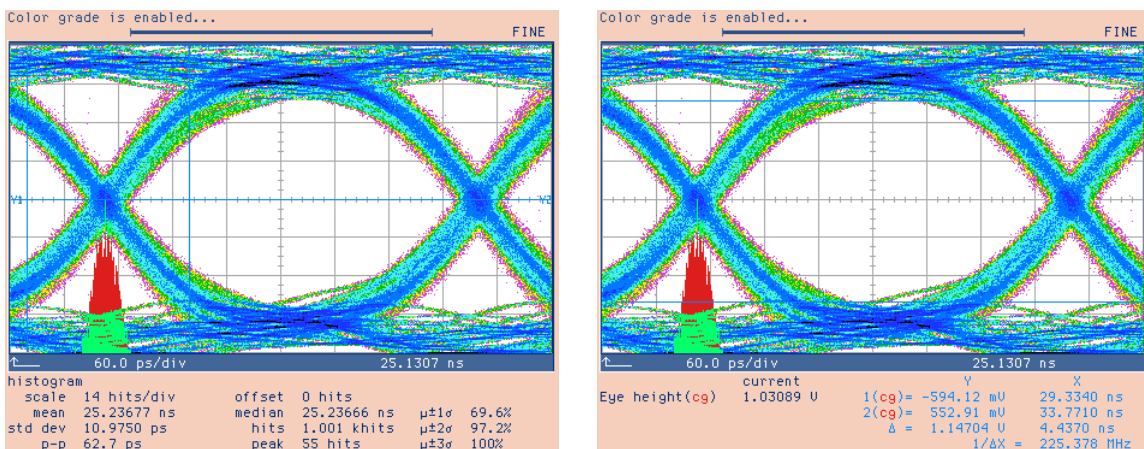 Color grade is enabled...
FINE
Y1
Y2
60.0 ps/div 25.1307 ns
histogram
scale 14 hits/div offset 0 hits
mean 25.23677 ns median 25.23666 ns µ±1σ 69.6%
std dev 10.9750 ps hits 1.001 khits µ±2σ 97.2%
p-p 62.7 ps peak 55 hits µ±3σ 100%
Color grade is enabled...
FINE
60.0 ps/div 25.1307 ns
current Y X
Eye height(cg) 1.03089 V 1(cg)= -594.12 mV 29.3340 ns
2(cg)= 552.91 mV 33.7710 ns
Δ = 1.14704 V 4.4370 ns
1/ΔX = 225.378 MHz